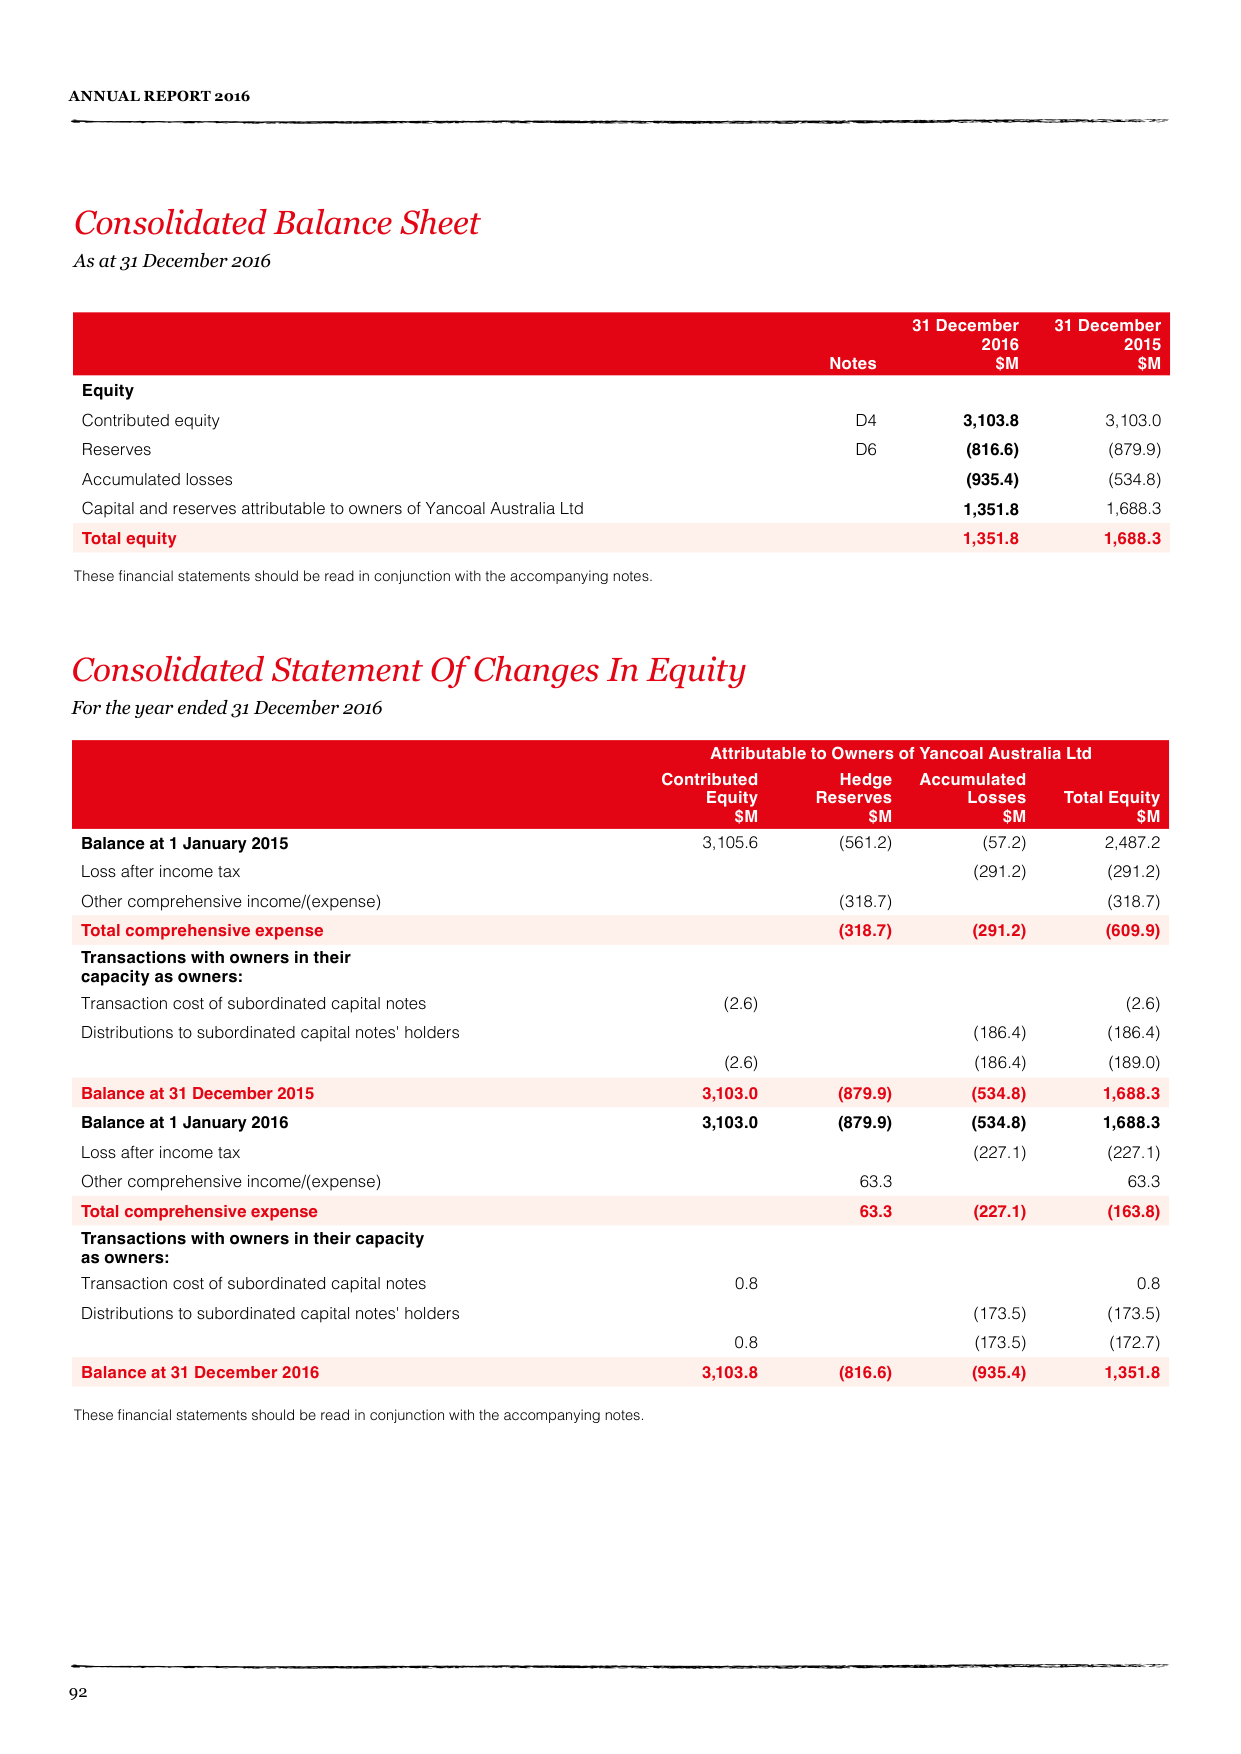 ANNUAL REPORT 2016
Consolidated Balance Sheet
As at 31 December 2016
Notes 31 December 2016 $M 31 December 2015 $M
Equity
Contributed equity D4 3,103.8 3,103.0
Reserves D6 (816.6) (879.9)
Accumulated losses (935.4) (534.8)
Capital and reserves attributable to owners of Yancoal Australia Ltd 1,351.8 1,688.3
Total equity 1,351.8 1,688.3
These financial statements should be read in conjunction with the accompanying notes.
Consolidated Statement Of Changes In Equity
For the year ended 31 December 2016
Attributable to Owners of Yancoal Australia Ltd
Contributed Equity $M Hedge Reserves $M Accumulated Losses $M Total Equity $M
Balance at 1 January 2015 3,105.6 (561.2) (57.2) 2,487.2
Loss after income tax (291.2) (291.2)
Other comprehensive income/(expense) (318.7) (318.7)
Total comprehensive expense (318.7) (291.2) (609.9)
Transactions with owners in their
capacity as owners:
Transaction cost of subordinated capital notes (2.6) (2.6)
Distributions to subordinated capital notes' holders (186.4) (186.4)
(2.6) (186.4) (189.0)
Balance at 31 December 2015 3,103.0 (879.9) (534.8) 1,688.3
Balance at 1 January 2016 3,103.0 (879.9) (534.8) 1,688.3
Loss after income tax (227.1) (227.1)
Other comprehensive income/(expense) 63.3 63.3
Total comprehensive expense 63.3 (227.1) (163.8)
Transactions with owners in their capacity
as owners:
Transaction cost of subordinated capital notes 0.8 0.8
Distributions to subordinated capital notes' holders (173.5) (173.5)
0.8 (173.5) (172.7)
Balance at 31 December 2016 3,103.8 (816.6) (935.4) 1,351.8
These financial statements should be read in conjunction with the accompanying notes.
92